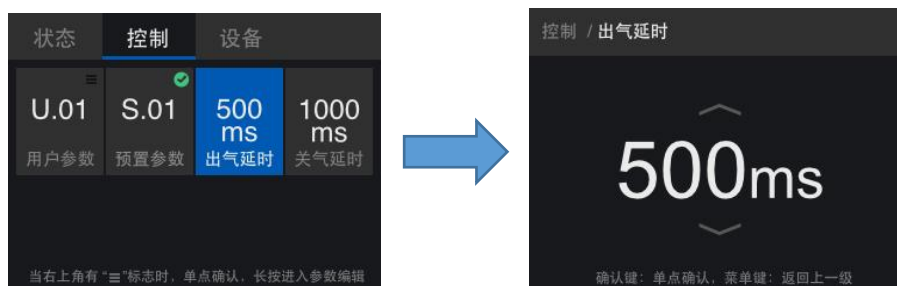 状态 控制 设备
U.01 S.01 500 ms 1000 ms
用户参数 预置参数 出气延时 关气延时
当右上角有“≡”标志时，单点确认，长按进入参数编辑
控制 / 出气延时
500ms
确认键：单点确认，菜单键：返回上一级